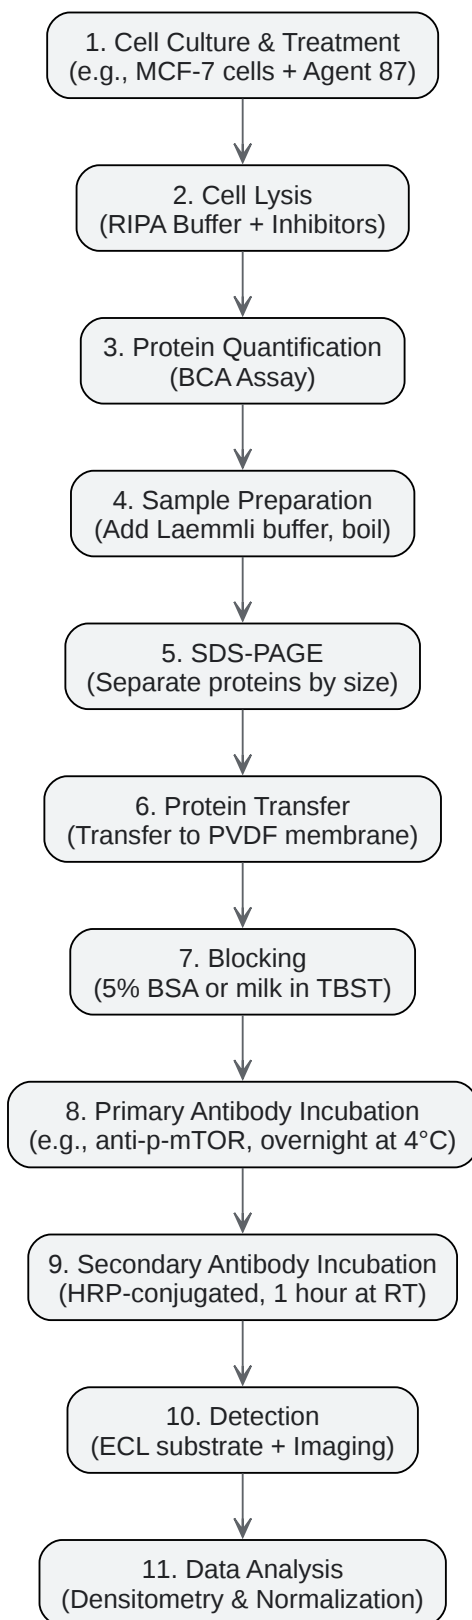 1. Cell Culture & Treatment
(e.g., MCF-7 cells + Agent 87)
2. Cell Lysis
(RIPA Buffer + Inhibitors)
3. Protein Quantification
(BCA Assay)
4. Sample Preparation
(Add Laemmli buffer, boil)
5. SDS-PAGE
(Separate proteins by size)
6. Protein Transfer
(Transfer to PVDF membrane)
7. Blocking
(5% BSA or milk in TBST)
8. Primary Antibody Incubation
(e.g., anti-p-mTOR, overnight at 4°C)
9. Secondary Antibody Incubation
(HRP-conjugated, 1 hour at RT)
10. Detection
(ECL substrate + Imaging)
11. Data Analysis
(Densitometry & Normalization)